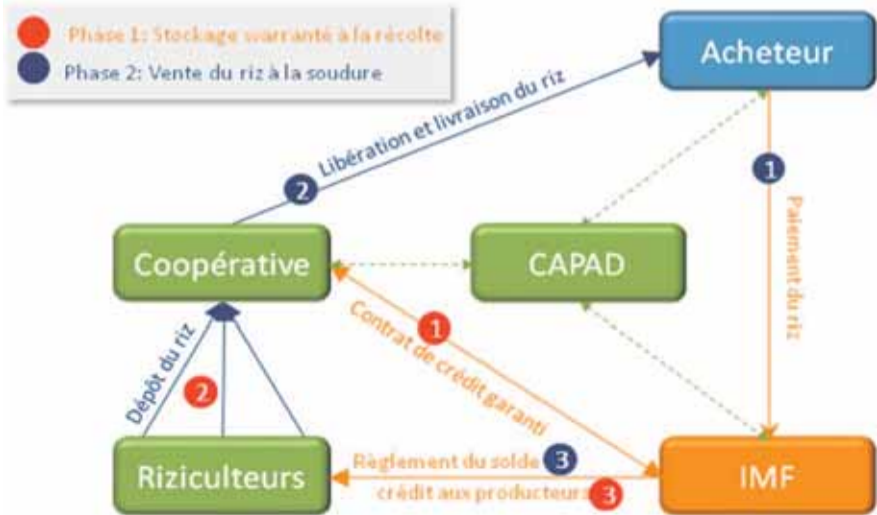 Phase 1: Stockage warranté à la récolte
Phase 2: Vente du riz à la soudure
Acheteur
Libération et livraison du riz
2
1
Paiement du riz
Coopérative
CAPAD
1
Contrat de crédit garanti
Dépôt du riz
2
Riziculteurs
Règlement du solde 3
crédit aux producteurs 3
IMF